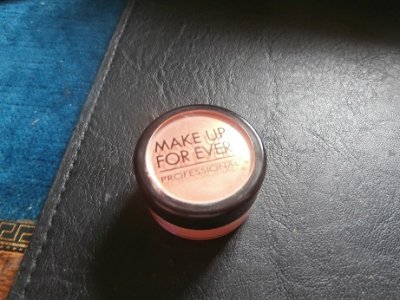 MAKE UP
FOR EVER
PROFESSIONAL